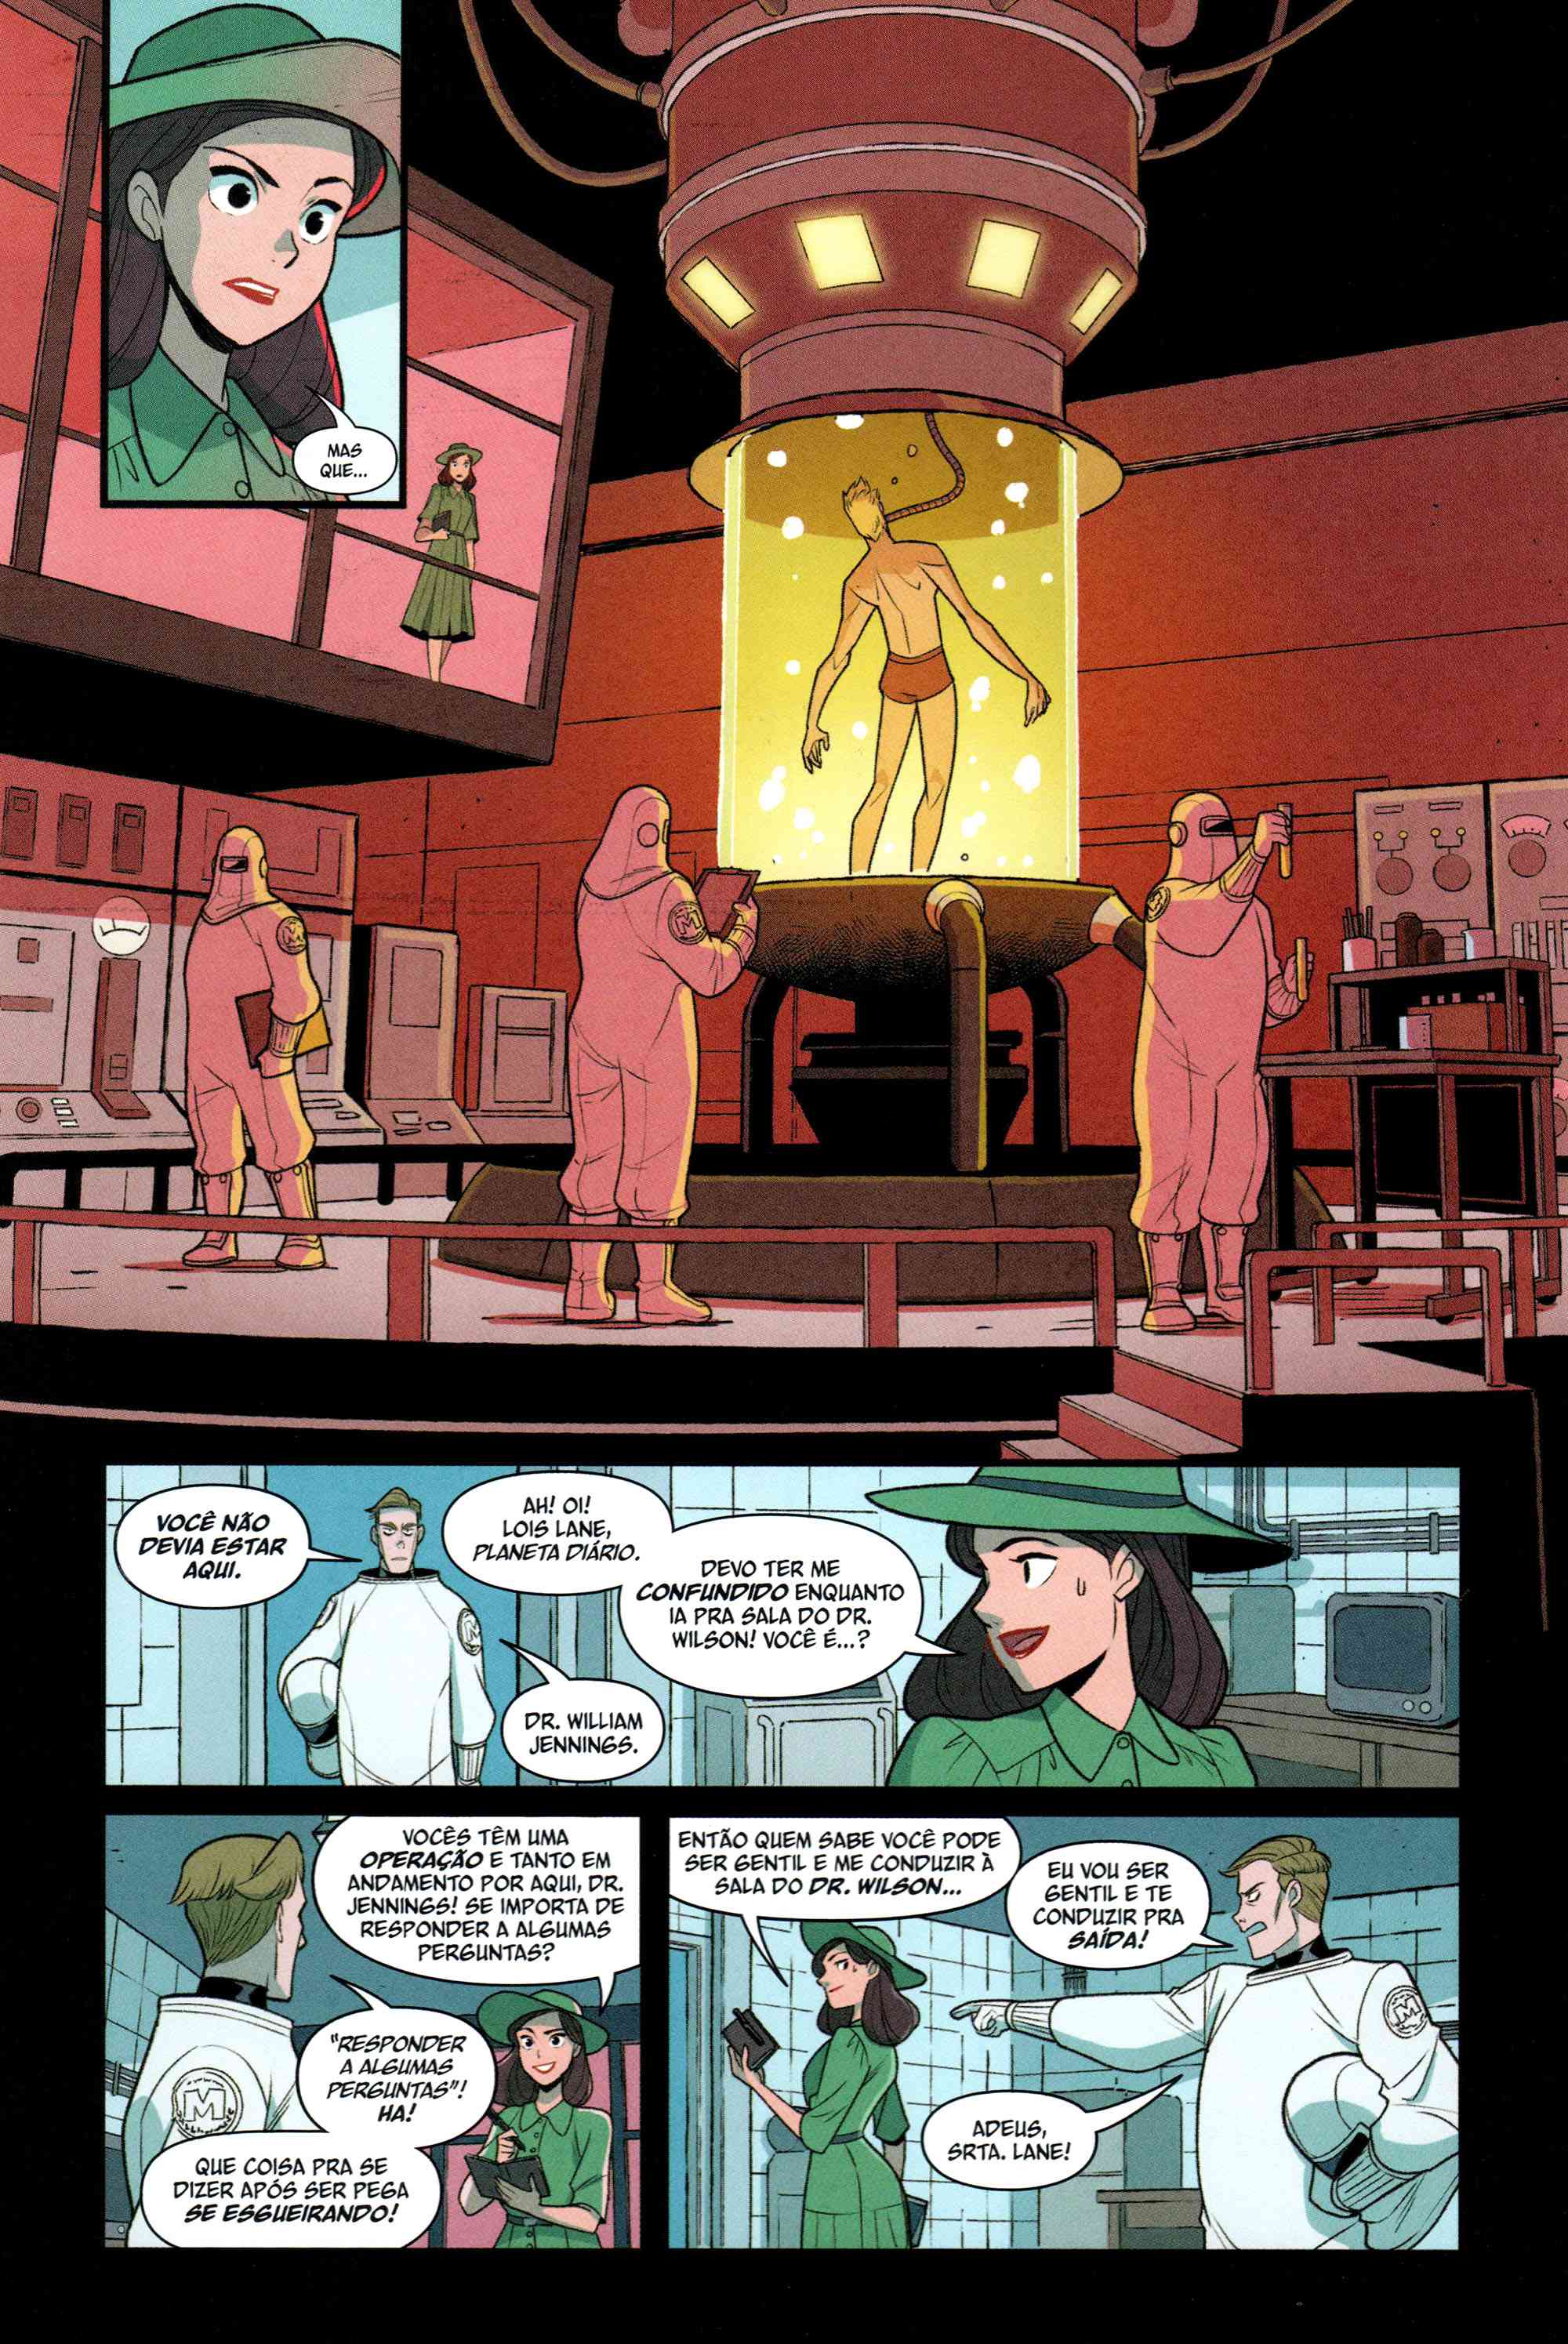 MAS
QUE...
M
M
VOCÊ NÃO
DEVIA ESTAR
AQUI.
AH! OI!
LOIS LANE,
PLANETA DIÁRIO.
DEVO TER ME
CONFUNDIDO ENQUANTO
IA PRA SALA DO DR.
WILSON! VOCÊ É...?
M
DR. WILLIAM
JENNINGS.
VOCÊS TÊM UMA
OPERAÇÃO E TANTO EM
ANDAMENTO POR AQUI, DR.
JENNINGS! SE IMPORTA DE
RESPONDER A ALGUMAS
PERGUNTAS?
"RESPONDER
A ALGUMAS
PERGUNTAS"!
HA!
M
QUE COISA PRA SE
DIZER APÓS SER PEGA
SE ESGUEIRANDO!
ENTÃO QUEM SABE VOCÊ PODE
SER GENTIL E ME CONDUZIR À
SALA DO DR. WILSON...
EU VOU SER
GENTIL E TE
CONDUZIR PRA
SAÍDA!
M
ADEUS,
SRTA. LANE!